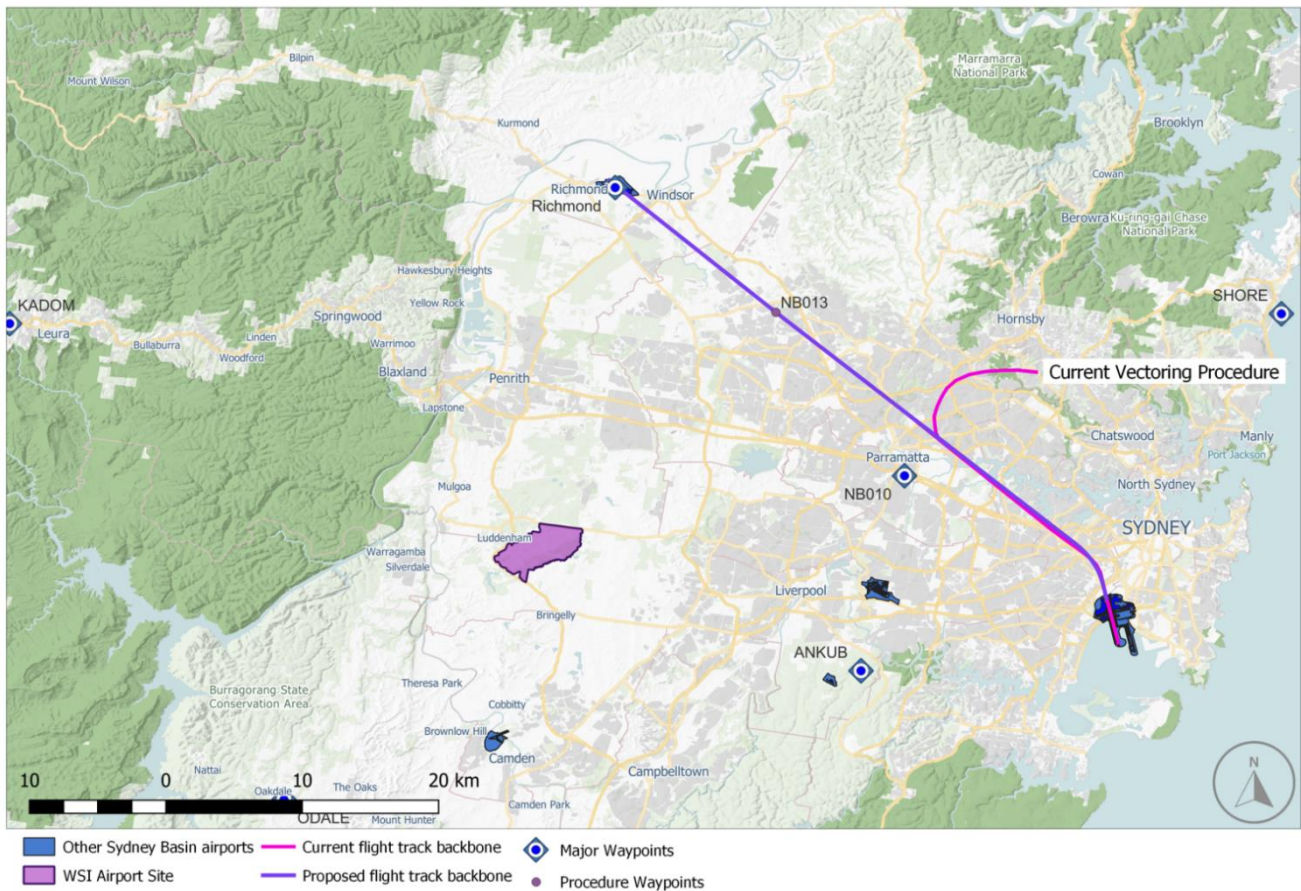 Marramarra
National Park
Bilpin
Mount Wilson
Brooklyn
Kurmond
Cowan
Richmond
Windsor
Richmond
Berowra
Ku-ring-gai Chase
National Park
Hawkesbury Heights
Yellow Rock
NB013
SHORE
KADOM
Leura
Springwood
Hornsby
Linden
Bullaburra
Woodford
Warrimoo
Blaxland
Penrith
Current Vectoring Procedure
Lapstone
Chatswood
Manly
Port Jackson
Parramatta
Mulgoa
NB010
North Sydney
SYDNEY
Luddenham
Warragamba
Silverdale
Liverpool
Bringelly
ANKUB
Theresa Park
Burragorang State
Conservation Area
Cobbitty
Brownlow Hill
Camden
Campbelltown
N
Nattai
10 0 10 20 km
Oakdale
The Oaks
Camden Park
ODALE
Mount Hunter
Other Sydney Basin airports
Current flight track backbone
Major Waypoints
WSI Airport Site
Proposed flight track backbone
Procedure Waypoints